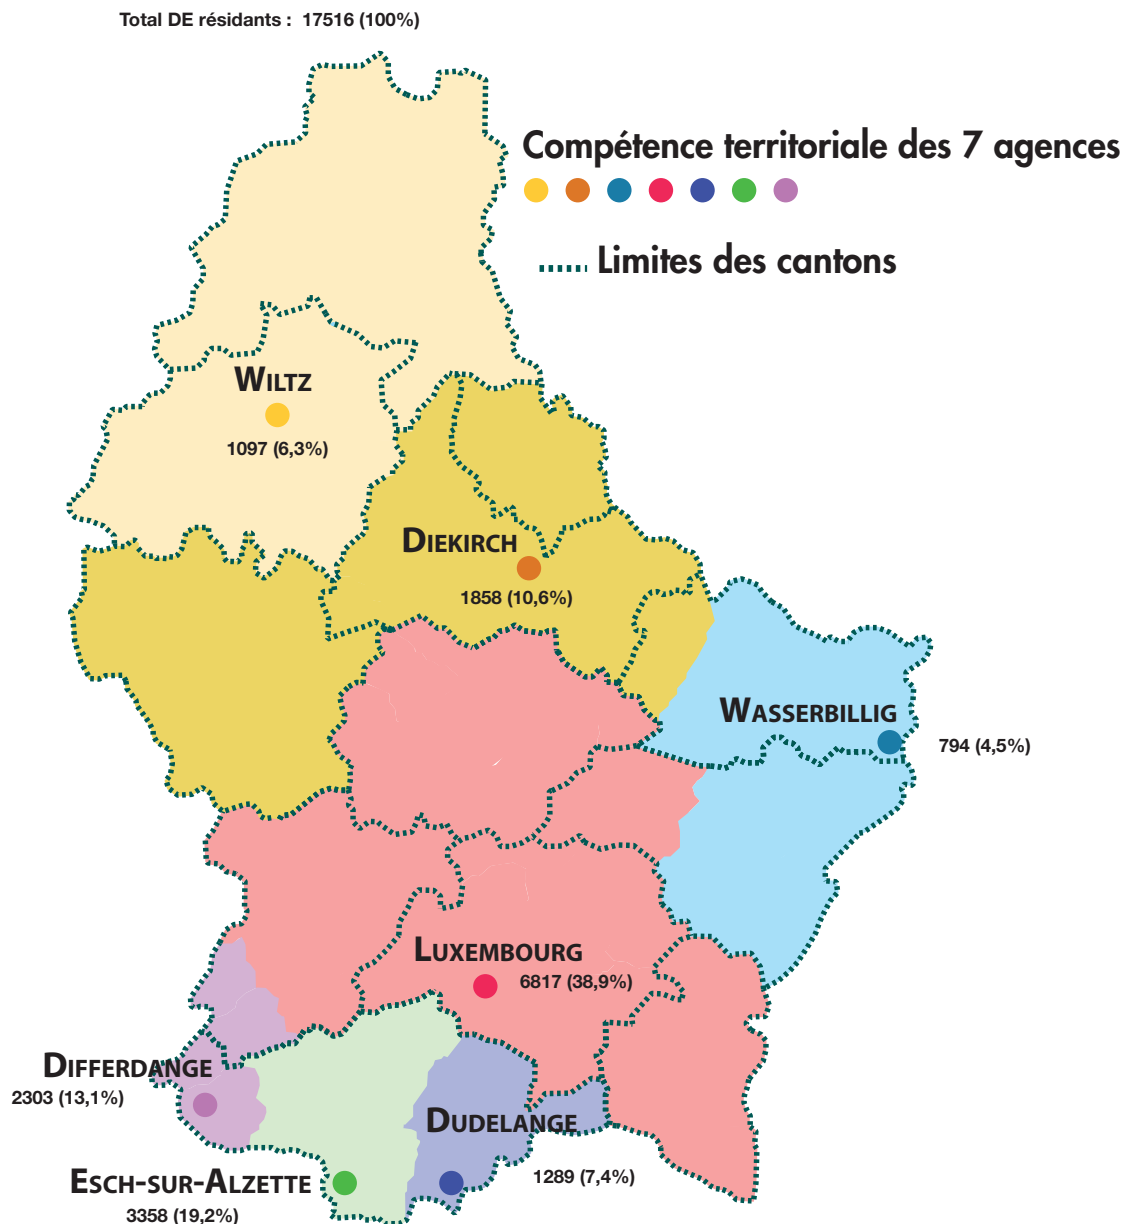 Total DE résidants : 17516 (100%)
Compétence territoriale des 7 agences
Limites des cantons
WILTZ
1097 (6,3%)
DIEKIRCH
1858 (10,6%)
WASSERBILLIG
794 (4,5%)
LUXEMBOURG
6817 (38,9%)
DIFFERDANGE
2303 (13,1%)
DUDELANGE
1289 (7,4%)
ESCH-SUR-ALZETTE
3358 (19,2%)